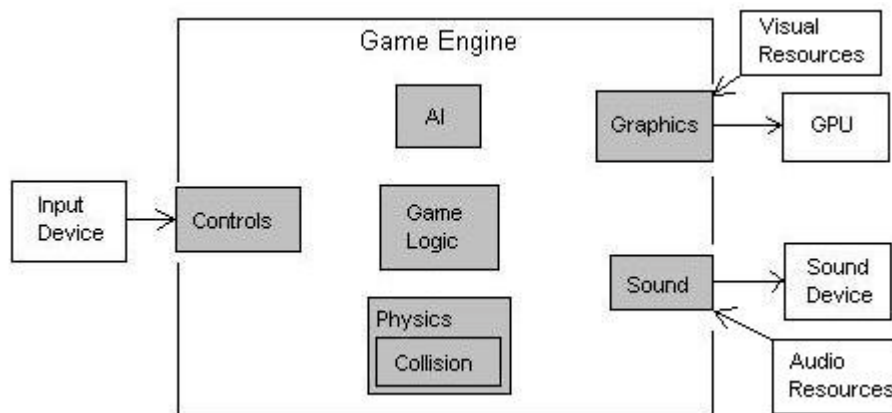 Game Engine
Visual
Resources
AI
Graphics
GPU
Input
Device
Controls
Game
Logic
Sound
Sound
Device
Physics
Collision
Audio
Resources